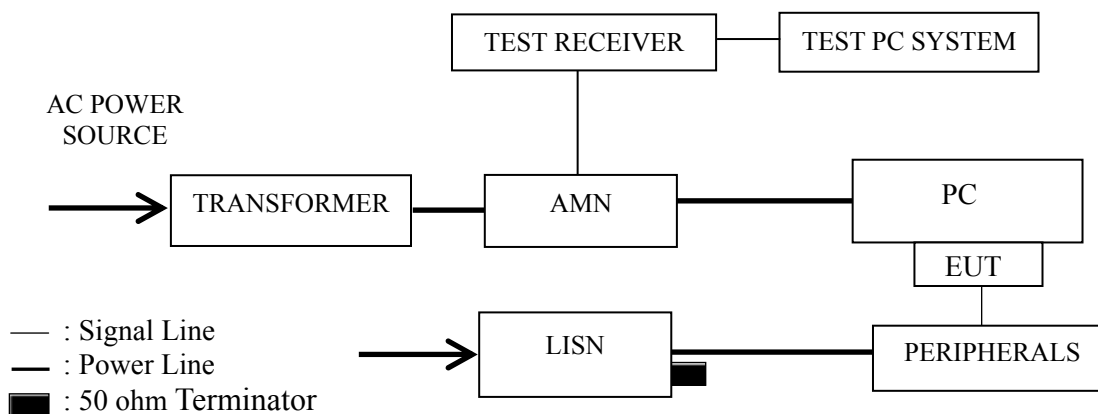 TEST RECEIVER
TEST PC SYSTEM
AC POWER
SOURCE
TRANSFORMER
AMN
PC
EUT
LISN
PERIPHERALS
: Signal Line
: Power Line
: 50 ohm Terminator